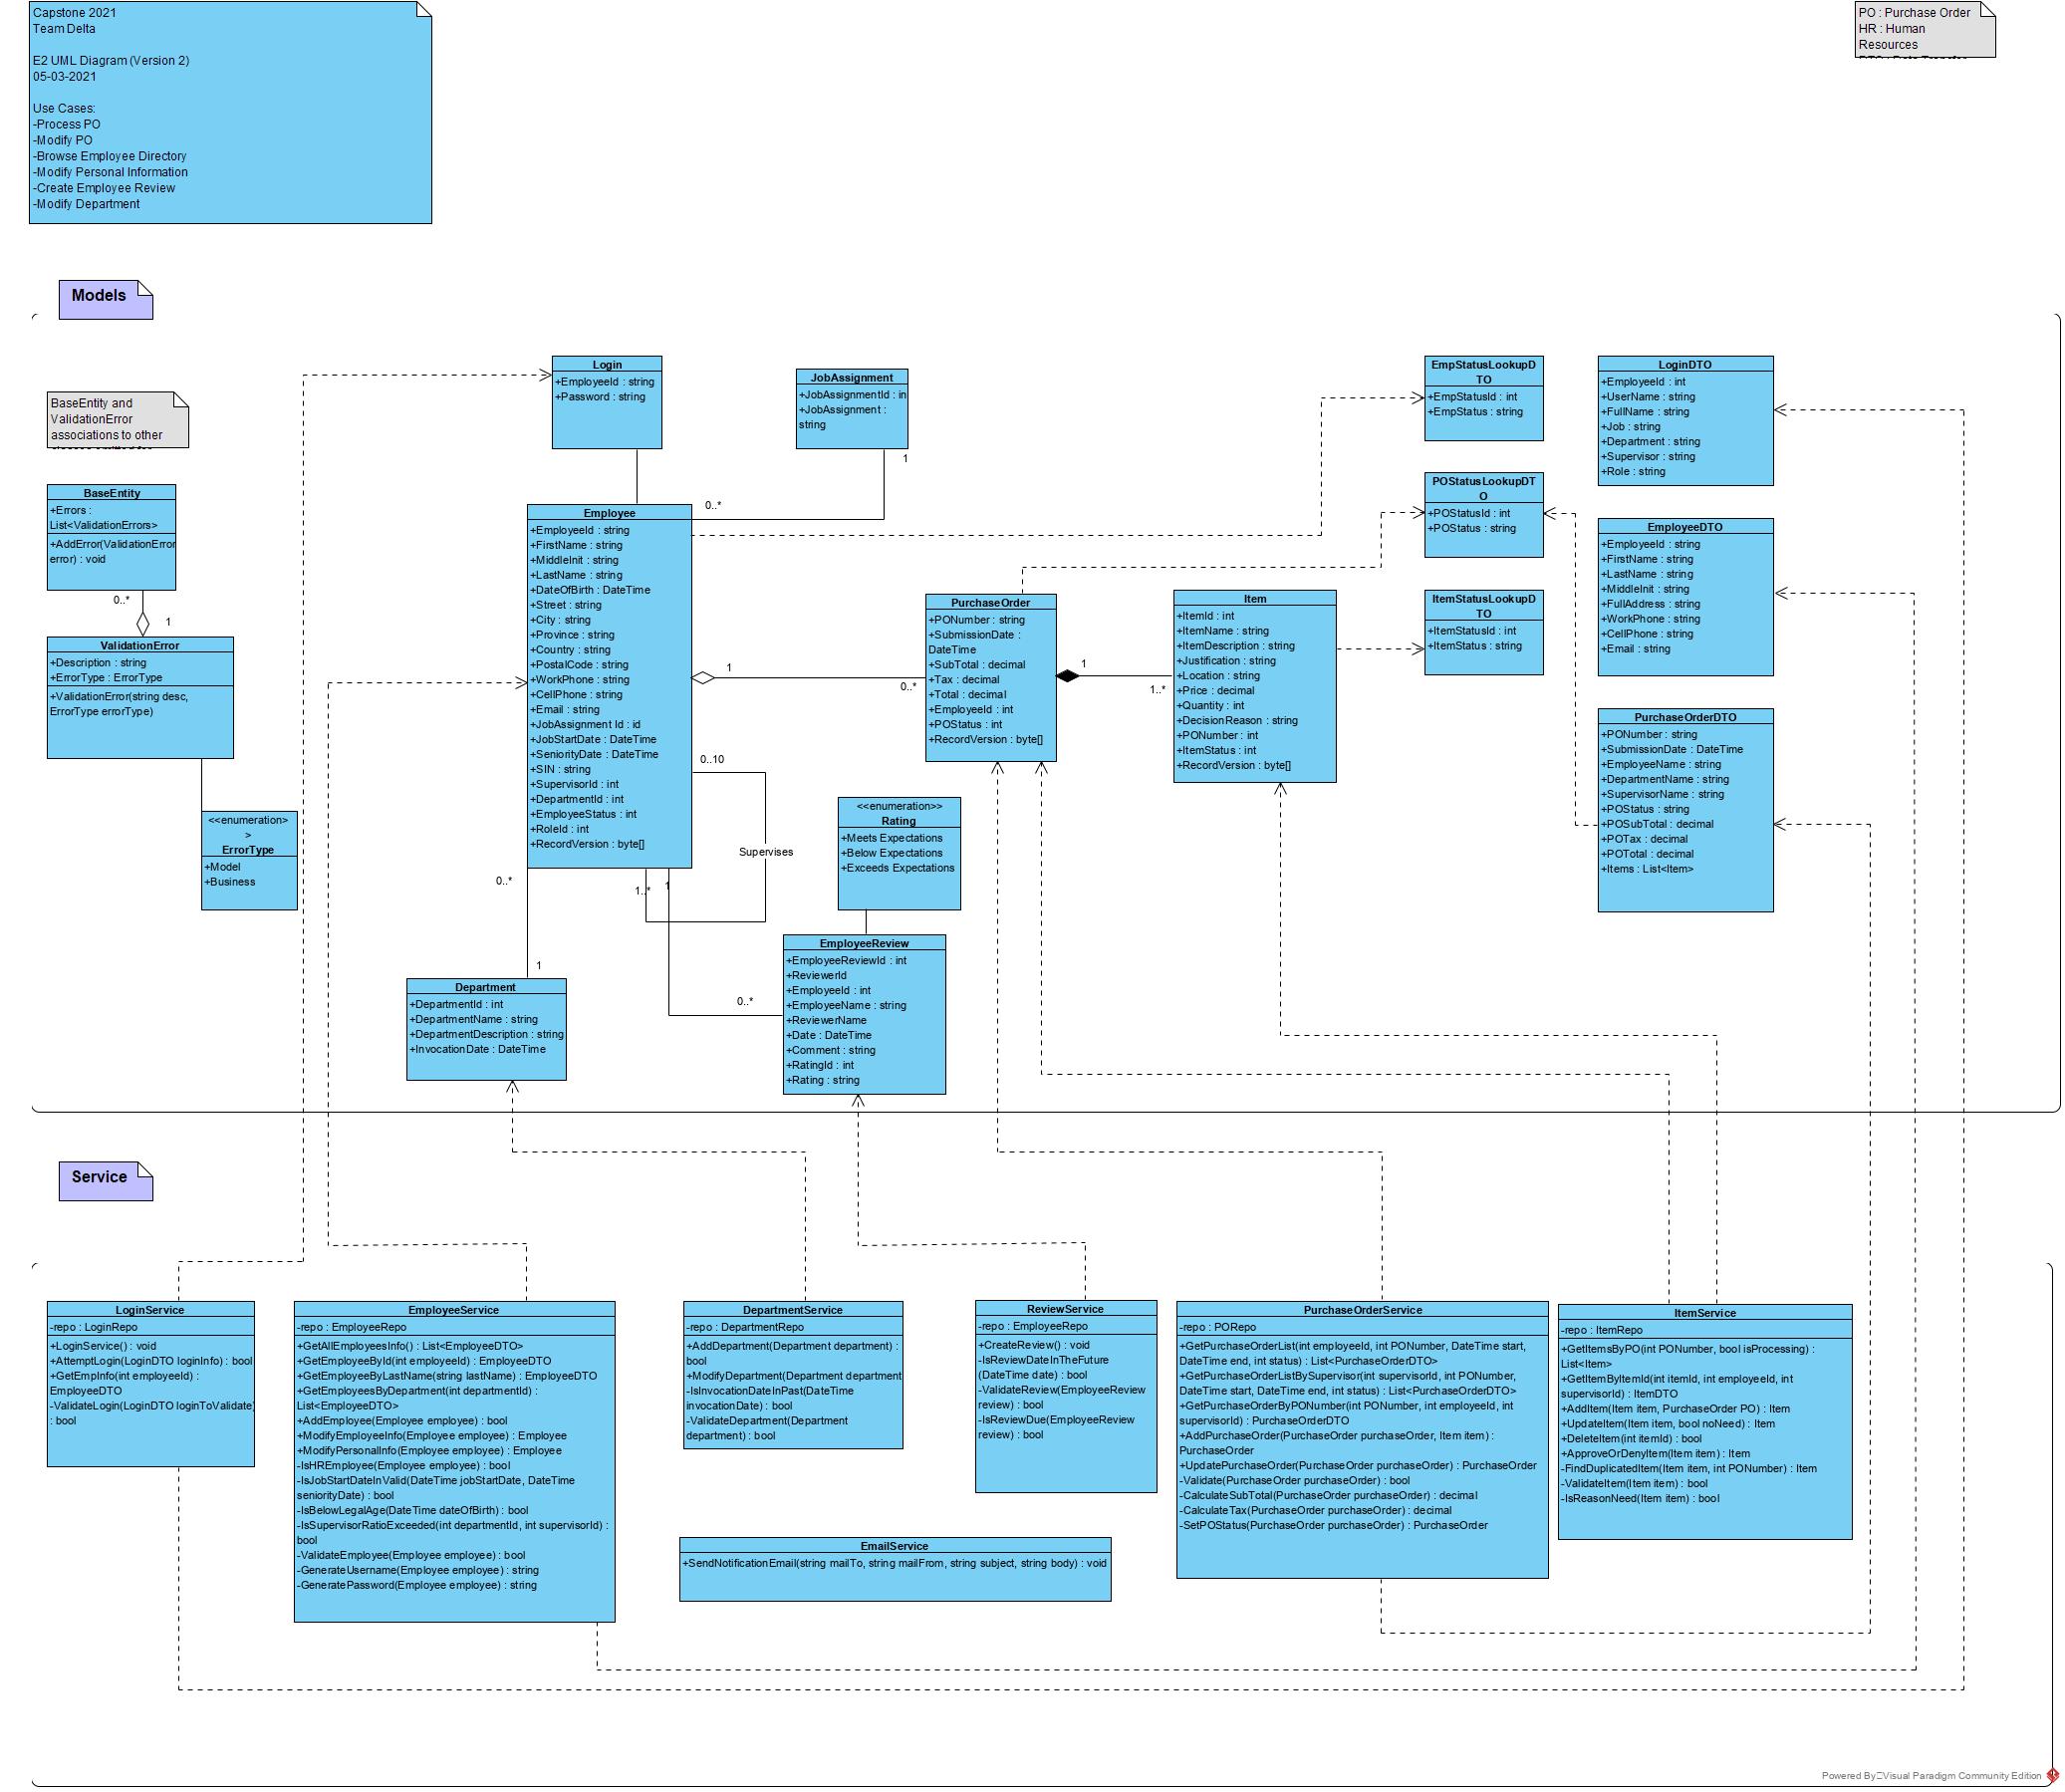 Capstone 2021
Team Delta
E2 UML Diagram (Version 2)
05-03-2021
Use Cases:
-Process PO
-Modify PO
-Browse Employee Directory
-Modify Personal Information
-Create Employee Review
-Modify Department
PO : Purchase Order
HR : Human
Resources
Models
BaseEntity and
ValidationError
associations to other
BaseEntity
+Errors :
List<ValidationErrors>
+AddError(ValidationError
error) : void
0..*
1
ValidationError
+Description : string
+ErrorType : ErrorType
+ValidationError(string desc,
ErrorType errorType)
<<enumeration>
>
ErrorType
+Model
+Business
Login
+EmployeeId : string
+Password : string
JobAssignment
+JobAssignmentId : in
+JobAssignment :
string
1
0..*
Employee
+EmployeeId : string
+FirstName : string
+MiddleInit : string
+LastName : string
+DateOfBirth : DateTime
+Street : string
+City : string
+Province : string
+Country : string
+PostalCode : string
+WorkPhone : string
+CellPhone : string
+Email : string
+JobAssignment Id : id
+JobStartDate : DateTime
+SeniorityDate : DateTime
+SIN : string
+SupervisorId : int
+DepartmentId : int
+EmployeeStatus : int
+RoleId : int
+RecordVersion : byte[]
1
0..*
0..10
Supervises
1..*
1
0..*
1
0..*
Department
+DepartmentId : int
+DepartmentName : string
+DepartmentDescription : string
+InvocationDate : DateTime
<<enumeration>>
Rating
+Meets Expectations
+Below Expectations
+Exceeds Expectations
EmployeeReview
+EmployeeReviewId : int
+ReviewerId
+EmployeeId : int
+EmployeeName : string
+ReviewerName
+Date : DateTime
+Comment : string
+RatingId : int
+Rating : string
PurchaseOrder
+PONumber : string
+SubmissionDate :
DateTime
+SubTotal : decimal
+Tax : decimal
+Total : decimal
+EmployeeId : int
+POStatus : int
+RecordVersion : byte[]
1
1..*
Item
+ItemId : int
+ItemName : string
+ItemDescription : string
+Justification : string
+Location : string
+Price : decimal
+Quantity : int
+DecisionReason : string
+PONumber : int
+ItemStatus : int
+RecordVersion : byte[]
EmpStatusLookupD
TO
+EmpStatusId : int
+EmpStatus : string
POStatusLookupDT
O
+POStatusId : int
+POStatus : string
ItemStatusLookupD
TO
+ItemStatusId : int
+ItemStatus : string
LoginDTO
+EmployeeId : int
+UserName : string
+FullName : string
+Job : string
+Department : string
+Supervisor : string
+Role : string
EmployeeDTO
+EmployeeId : string
+FirstName : string
+LastName : string
+MiddleInit : string
+FullAddress : string
+WorkPhone : string
+CellPhone : string
+Email : string
PurchaseOrderDTO
+PONumber : string
+SubmissionDate : DateTime
+EmployeeName : string
+DepartmentName : string
+SupervisorName : string
+POStatus : string
+POSubTotal : decimal
+POTax : decimal
+POTotal : decimal
+Items : List<Item>
Service
LoginService
-repo : LoginRepo
+LoginService() : void
+AttemptLogin(LoginDTO loginInfo) : bool
+GetEmpInfo(int employeeId) :
EmployeeDTO
-ValidateLogin(LoginDTO loginToValidate)
: bool
EmployeeService
-repo : EmployeeRepo
+GetAllEmployeesInfo() : List<EmployeeDTO>
+GetEmployeeById(int employeeId) : EmployeeDTO
+GetEmployeeByLastName(string lastName) : EmployeeDTO
+GetEmployeesByDepartment(int departmentId) :
List<EmployeeDTO>
+AddEmployee(Employee employee) : bool
+ModifyEmployeeInfo(Employee employee) : Employee
+ModifyPersonalInfo(Employee employee) : Employee
-IsHREmployee(Employee employee) : bool
-IsJobStartDateInValid(DateTime jobStartDate, DateTime
seniorityDate) : bool
-IsBelowLegalAge(DateTime dateOfBirth) : bool
-IsSupervisorRatioExceeded(int departmentId, int supervisorId) :
bool
-ValidateEmployee(Employee employee) : bool
-GenerateUsername(Employee employee) : string
-GeneratePassword(Employee employee) : string
DepartmentService
-repo : DepartmentRepo
+AddDepartment(Department department) :
bool
+ModifyDepartment(Department department
-IsInvocationDateInPast(DateTime
invocationDate) : bool
-ValidateDepartment(Department
department) : bool
ReviewService
-repo : EmployeeRepo
+CreateReview() : void
-IsReviewDateInTheFuture
(DateTime date) : bool
-ValidateReview(EmployeeReview
review) : bool
-IsReviewDue(EmployeeReview
review) : bool
EmailService
+SendNotificationEmail(string mailTo, string mailFrom, string subject, string body) : void
PurchaseOrderService
-repo : PORepo
+GetPurchaseOrderList(int employeeId, int PONumber, DateTime start,
DateTime end, int status) : List<PurchaseOrderDTO>
+GetPurchaseOrderListBySupervisor(int supervisorId, int PONumber,
DateTime start, DateTime end, int status) : List<PurchaseOrderDTO>
+GetPurchaseOrderByPONumber(int PONumber, int employeeId, int
supervisorId) : PurchaseOrderDTO
+AddPurchaseOrder(PurchaseOrder purchaseOrder, Item item) :
PurchaseOrder
+UpdatePurchaseOrder(PurchaseOrder purchaseOrder) : PurchaseOrder
-Validate(PurchaseOrder purchaseOrder) : bool
-CalculateSubTotal(PurchaseOrder purchaseOrder) : decimal
-CalculateTax(PurchaseOrder purchaseOrder) : decimal
-SetPOStatus(PurchaseOrder purchaseOrder) : PurchaseOrder
ItemService
-repo : ItemRepo
+GetItemsByPO(int PONumber, bool isProcessing) :
List<Item>
+GetItemByItemId(int itemId, int employeeId, int
supervisorId) : ItemDTO
+AddItem(Item item, PurchaseOrder PO) : Item
+UpdateItem(Item item, bool noNeed) : Item
+DeleteItem(int itemId) : bool
+ApproveOrDenyItem(Item item) : Item
-FindDuplicatedItem(Item item, int PONumber) : Item
-ValidateItem(Item item) : bool
-IsReasonNeed(Item item) : bool
Powered By Visual Paradigm Community Edition